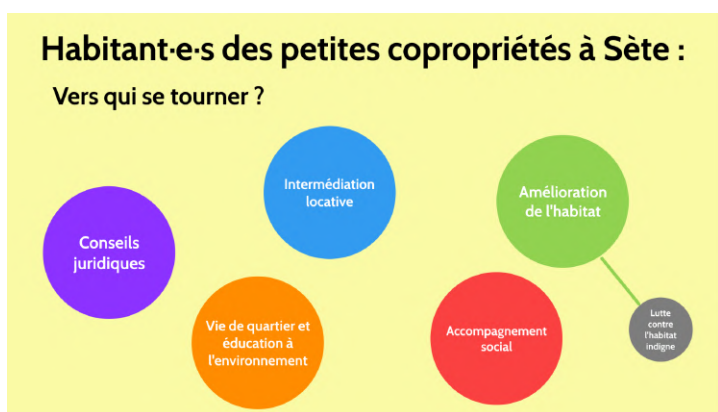 Habitant·e·s des petites copropriétés à Sète :
Vers qui se tourner ?
Intermédiation
locative
Amélioration
de l'habitat
Conseils
juridiques
Vie de quartier et
éducation à
l'environnement
Accompagnement
social
Lutte
contre
l'habitat
indigne